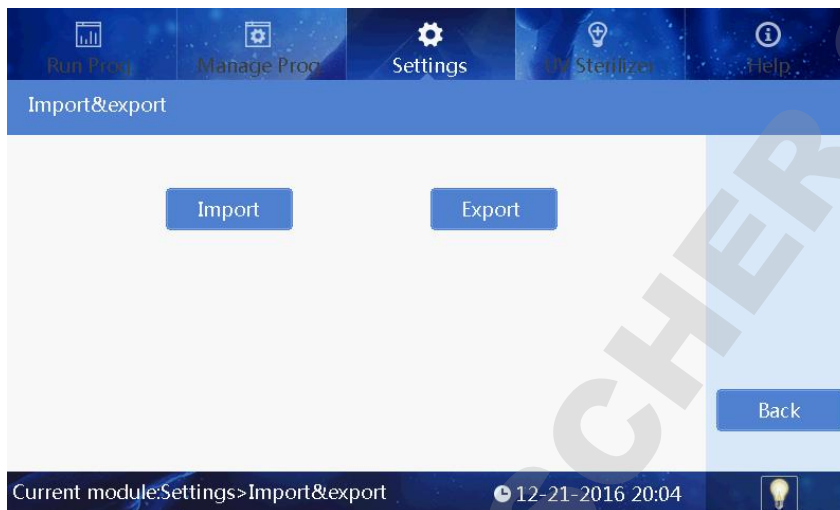 Run Prog
Manage Prog
Settings
UV Sterilizer
Help
Import&export
Import
Export
Back
Current module:Settings>Import&export
12-21-2016 20:04